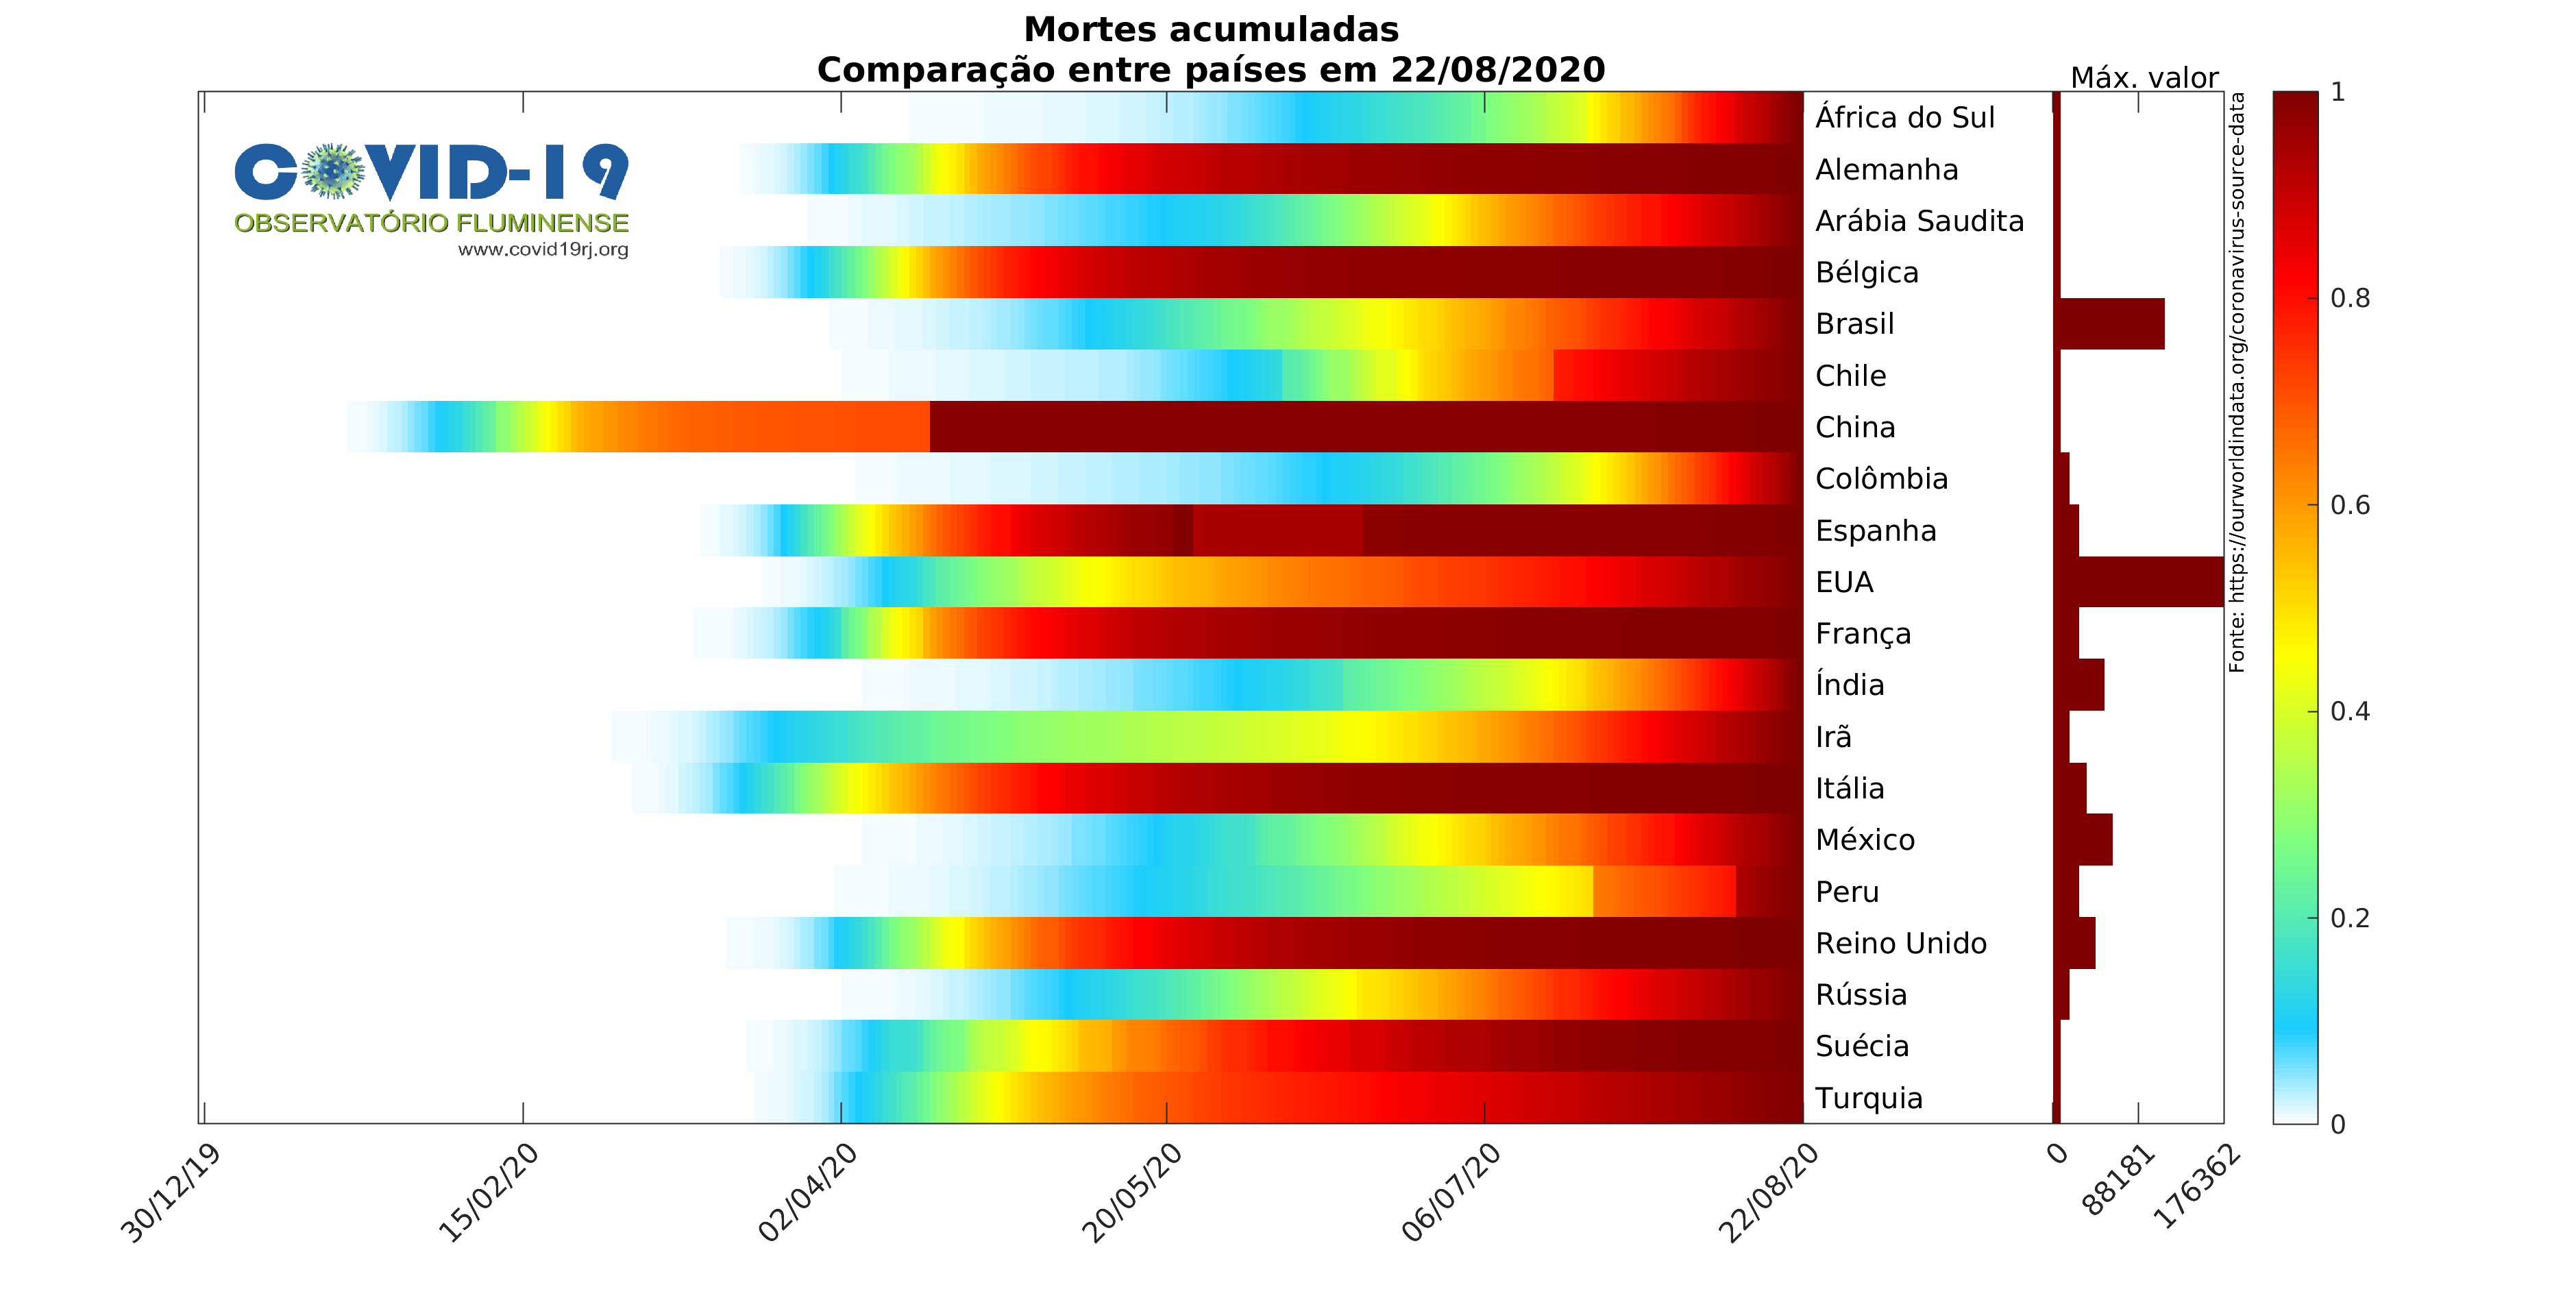 Mortes acumuladas
Comparação entre países em 22/08/2020
Máx. valor
COVID-19
OBSERVATÓRIO FLUMINENSE
www.covid19rj.org
África do Sul
Alemanha
Arábia Saudita
Bélgica
Brasil
Chile
China
Colômbia
Espanha
EUA
França
Índia
Irã
Itália
México
Peru
Reino Unido
Rússia
Suécia
Turquia
Fonte: https://ourworldindata.org/coronavirus-source-data
1
0.8
0.6
0.4
0.2
0
30/12/19
15/02/20
02/04/20
20/05/20
06/07/20
22/08/20
0
88181
176362